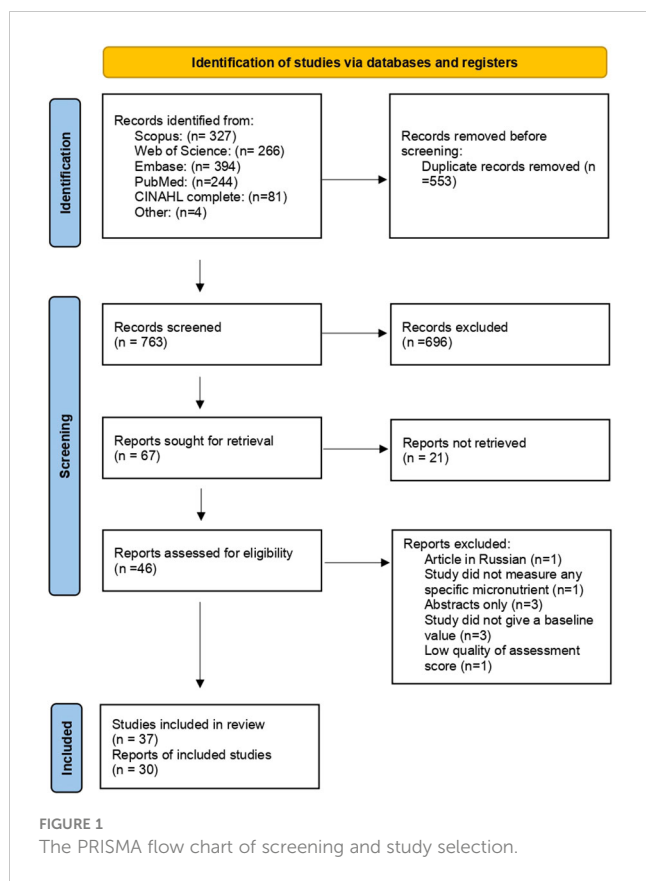 Identification of studies via databases and registers
Identification
Records identified from:
Scopus: (n= 327)
Web of Science: (n= 266)
Embase: (n= 394)
PubMed: (n=244)
CINAHL complete: (n=81)
Other: (n=4)
Records removed before
screening:
Duplicate records removed (n
=553)
Screening
Records screened
(n = 763)
Records excluded
(n =696)
Reports sought for retrieval
(n = 67)
Reports not retrieved
(n = 21)
Reports assessed for eligibility
(n =46)
Reports excluded:
Article in Russian (n=1)
Study did not measure any
specific micronutrient (n=1)
Abstracts only (n=3)
Study did not give a baseline
value (n=3)
Low quality of assessment
score (n=1)
Included
Studies included in review
(n = 37)
Reports of included studies
(n = 30)
FIGURE 1
The PRISMA flow chart of screening and study selection.